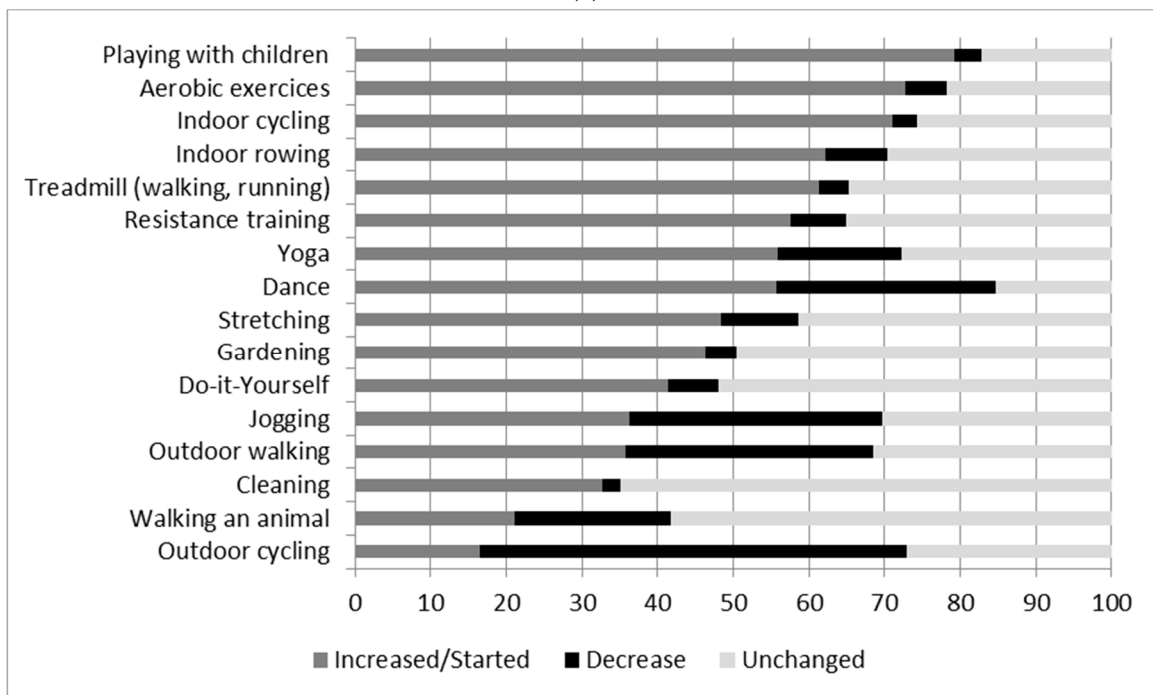 Playing with children
Aerobic exercices
Indoor cycling
Indoor rowing
Treadmill (walking, running)
Resistance training
Yoga
Dance
Stretching
Gardening
Do-it-Yourself
Jogging
Outdoor walking
Cleaning
Walking an animal
Outdoor cycling
0 10 20 30 40 50 60 70 80 90 100
Increased/Started Decrease Unchanged